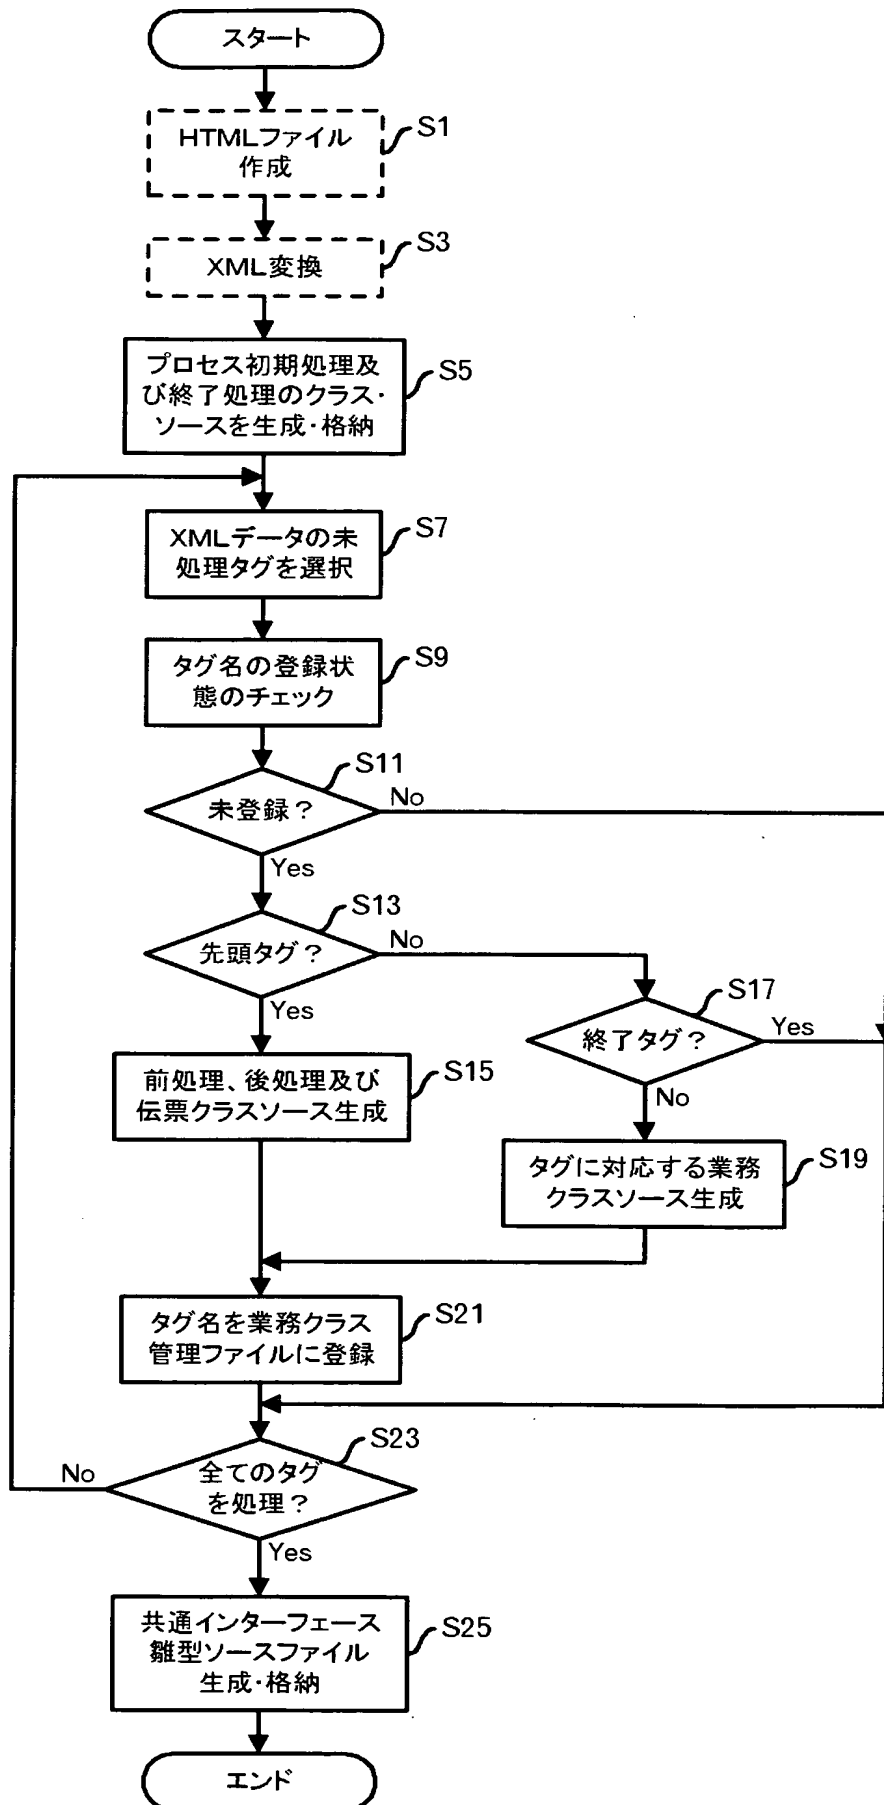 スタート
HTMLファイル
作成
S1
XML変換
S3
プロセス初期処理及
び終了処理のクラス・
ソースを生成・格納
S5
XMLデータの未
処理タグを選択
S7
タグ名の登録状
態のチェック
S9
未登録？
S11
No
Yes
先頭タグ？
S13
No
Yes
終了タグ？
S17
Yes
No
前処理、後処理及び
伝票クラスソース生成
S15
タグに対応する業務
クラスソース生成
S19
タグ名を業務クラス
管理ファイルに登録
S21
全てのタグ
を処理？
S23
No
Yes
共通インターフェース
雛型ソースファイル
生成・格納
S25
エンド